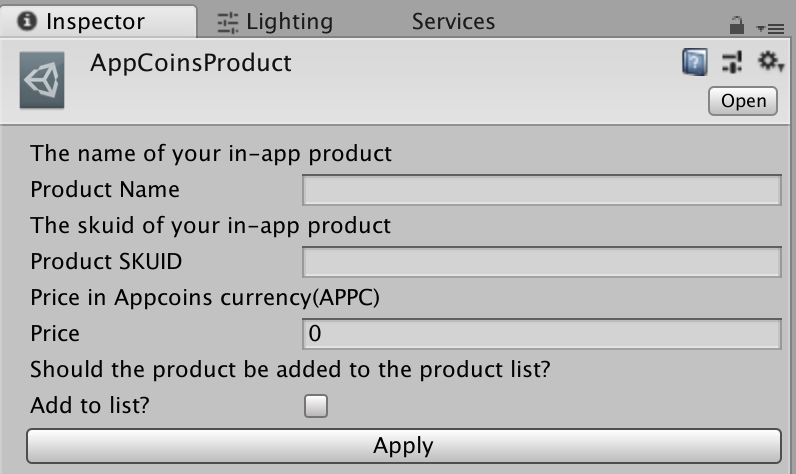 Inspector Lighting Services
AppCoinsProduct
Open
The name of your in-app product
Product Name
The skuid of your in-app product
Product SKUID
Price in Appcoins currency(APPC)
Price 0
Should the product be added to the product list?
Add to list?
Apply